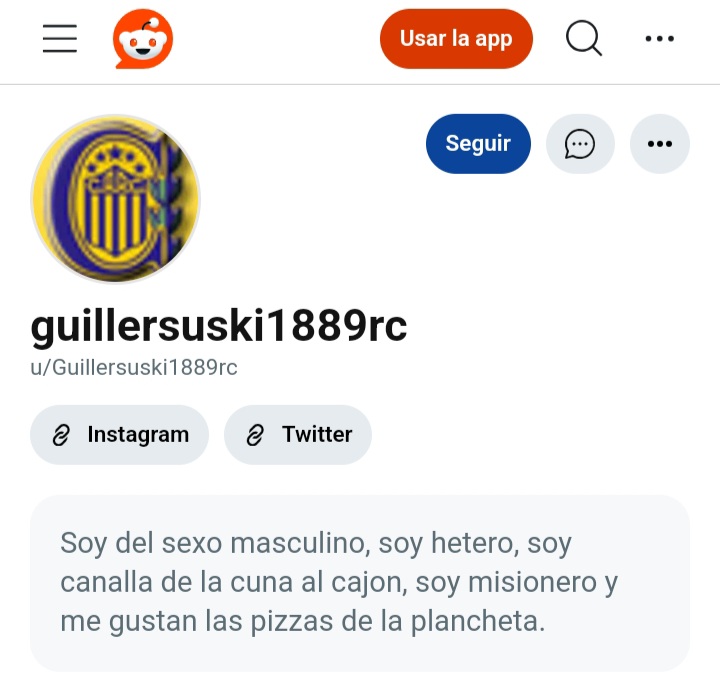 Usar la app
Seguir
guillersuski1889rc
u/Guillersuski1889rc
Instagram
Twitter
Soy del sexo masculino, soy hetero, soy
canalla de la cuna al cajon, soy misionero y
me gustan las pizzas de la plancheta.